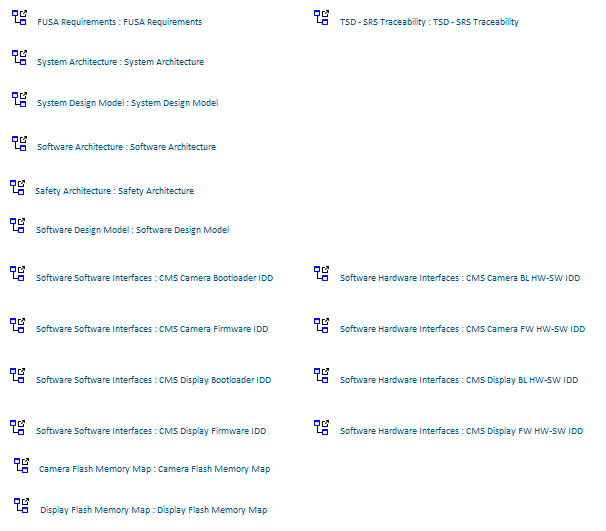 FUSA Requirements : FUSA Requirements
TSD - SRS Traceability : TSD - SRS Traceability
System Architecture : System Architecture
System Design Model : System Design Model
Software Architecture : Software Architecture
Safety Architecture : Safety Architecture
Software Design Model : Software Design Model
Software Software Interfaces : CMS Camera Bootloader IDD
Software Hardware Interfaces : CMS Camera BL HW-SW IDD
Software Software Interfaces : CMS Camera Firmware IDD
Software Hardware Interfaces : CMS Camera FW HW-SW IDD
Software Software Interfaces : CMS Display Bootloader IDD
Software Hardware Interfaces : CMS Display BL HW-SW IDD
Software Software Interfaces : CMS Display Firmware IDD
Software Hardware Interfaces : CMS Display FW HW-SW IDD
Camera Flash Memory Map : Camera Flash Memory Map
Display Flash Memory Map : Display Flash Memory Map